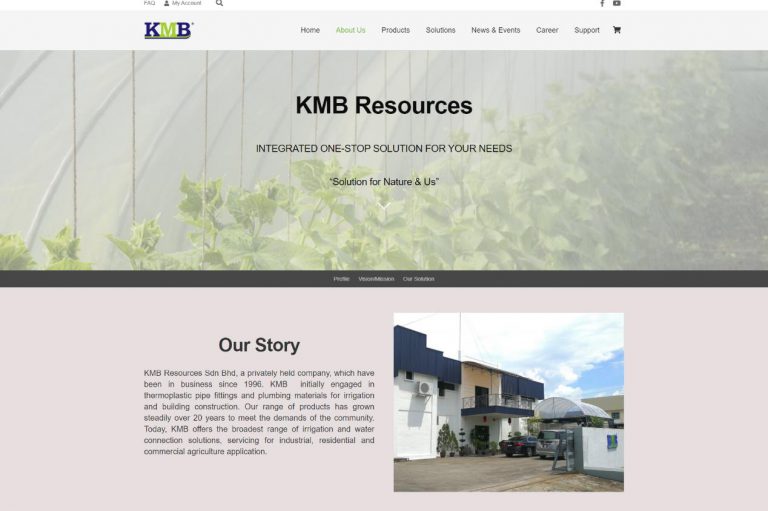 FAQ My Account
KMB
Home About Us Products Solutions News & Events Career Support
KMB Resources
INTEGRATED ONE-STOP SOLUTION FOR YOUR NEEDS
“Solution for Nature & Us”
Profile Vision/Mission Our Solution
Our Story
KMB Resources Sdn Bhd, a privately held company, which have
been in business since 1996. KMB initially engaged in
thermoplastic pipe fittings and plumbing materials for irrigation
and building construction. Our range of products has grown
steadily over 20 years to meet the demands of the community.
Today, KMB offers the broadest range of irrigation and water
connection solutions, servicing for industrial, residential and
commercial agriculture application.
KMB